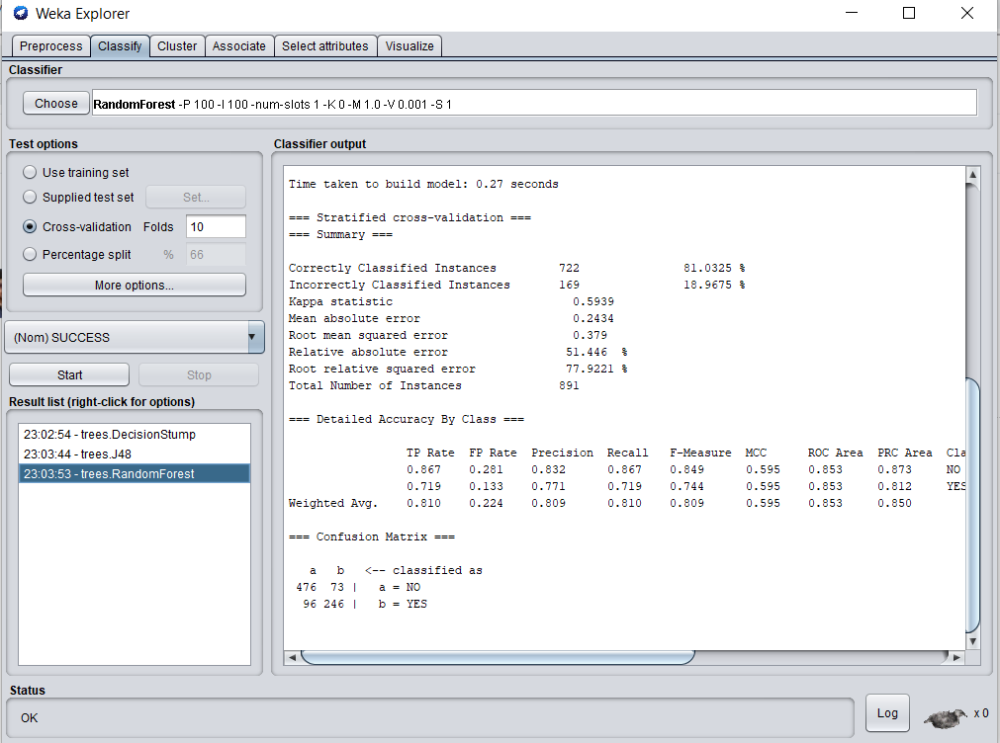 Weka Explorer
Preprocess Classify Cluster Associate Select attributes Visualize
Classifier
Choose RandomForest -P 100 -I 100 -num-slots 1 -K 0 -M 1.0 -V 0.001 -S 1
Test options
Use training set
Supplied test set Set...
Cross-validation Folds 10
Percentage split % 66
More options...
(Nom) SUCCESS
Start Stop
Result list (right-click for options)
23:02:54 - trees.DecisionStump
23:03:44 - trees.J48
23:03:53 - trees.RandomForest
Classifier output
Time taken to build model: 0.27 seconds
=== Stratified cross-validation ===
=== Summary ===
Correctly Classified Instances 722 81.0325 %
Incorrectly Classified Instances 169 18.9675 %
Kappa statistic 0.5939
Mean absolute error 0.2434
Root mean squared error 0.379
Relative absolute error 51.446 %
Root relative squared error 77.9221 %
Total Number of Instances 891
=== Detailed Accuracy By Class ===
TP Rate FP Rate Precision Recall F-Measure MCC ROC Area PRC Area Cla
0.867 0.281 0.832 0.867 0.849 0.595 0.853 0.873 NO
0.719 0.133 0.771 0.719 0.744 0.595 0.853 0.812 YES
Weighted Avg. 0.810 0.224 0.809 0.810 0.809 0.595 0.853 0.850
=== Confusion Matrix ===
a b <-- classified as
476 73 | a = NO
96 246 | b = YES
Status
OK
Log
x 0